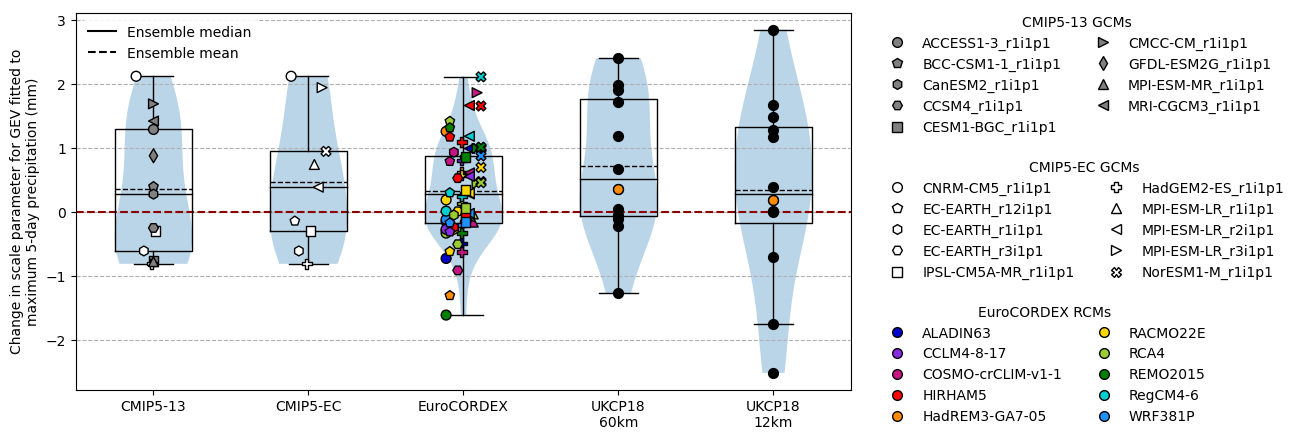 Change in scale parameter for GEV fitted to
maximum 5-day precipitation (mm)
3
2
1
0
−1
−2
Ensemble median
Ensemble mean
CMIP5-13
CMIP5-EC
EuroCORDEX
UKCP18
60km
UKCP18
12km
CMIP5-13 GCMs
ACCESS1-3_r1i1p1
BCC-CSM1-1_r1i1p1
CanESM2_r1i1p1
CCSM4_r1i1p1
CESM1-BGC_r1i1p1
CMCC-CM_r1i1p1
GFDL-ESM2G_r1i1p1
MPI-ESM-MR_r1i1p1
MRI-CGCM3_r1i1p1
CMIP5-EC GCMs
CNRM-CM5_r1i1p1
EC-EARTH_r12i1p1
EC-EARTH_r1i1p1
EC-EARTH_r3i1p1
IPSL-CM5A-MR_r1i1p1
HadGEM2-ES_r1i1p1
MPI-ESM-LR_r1i1p1
MPI-ESM-LR_r2i1p1
MPI-ESM-LR_r3i1p1
NorESM1-M_r1i1p1
EuroCORDEX RCMs
ALADIN63
CCLM4-8-17
COSMO-crCLIM-v1-1
HIRHAM5
HadREM3-GA7-05
RACMO22E
RCA4
REMO2015
RegCM4-6
WRF381P